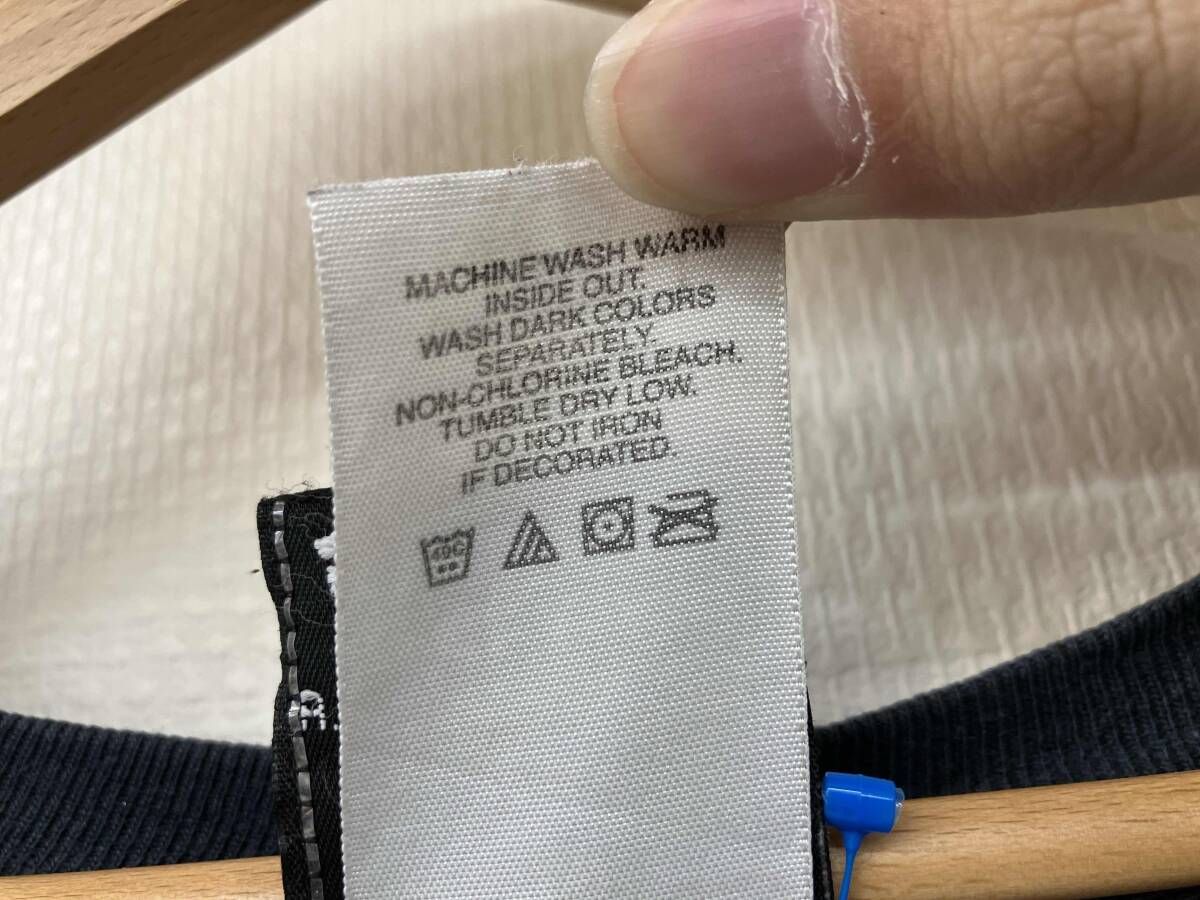 MACHINE WASH WARM
INSIDE OUT.
WASH DARK COLORS
SEPARATELY.
NON-CHLORINE BLEACH.
TUMBLE DRY LOW.
DO NOT IRON
IF DECORATED.
40C
R